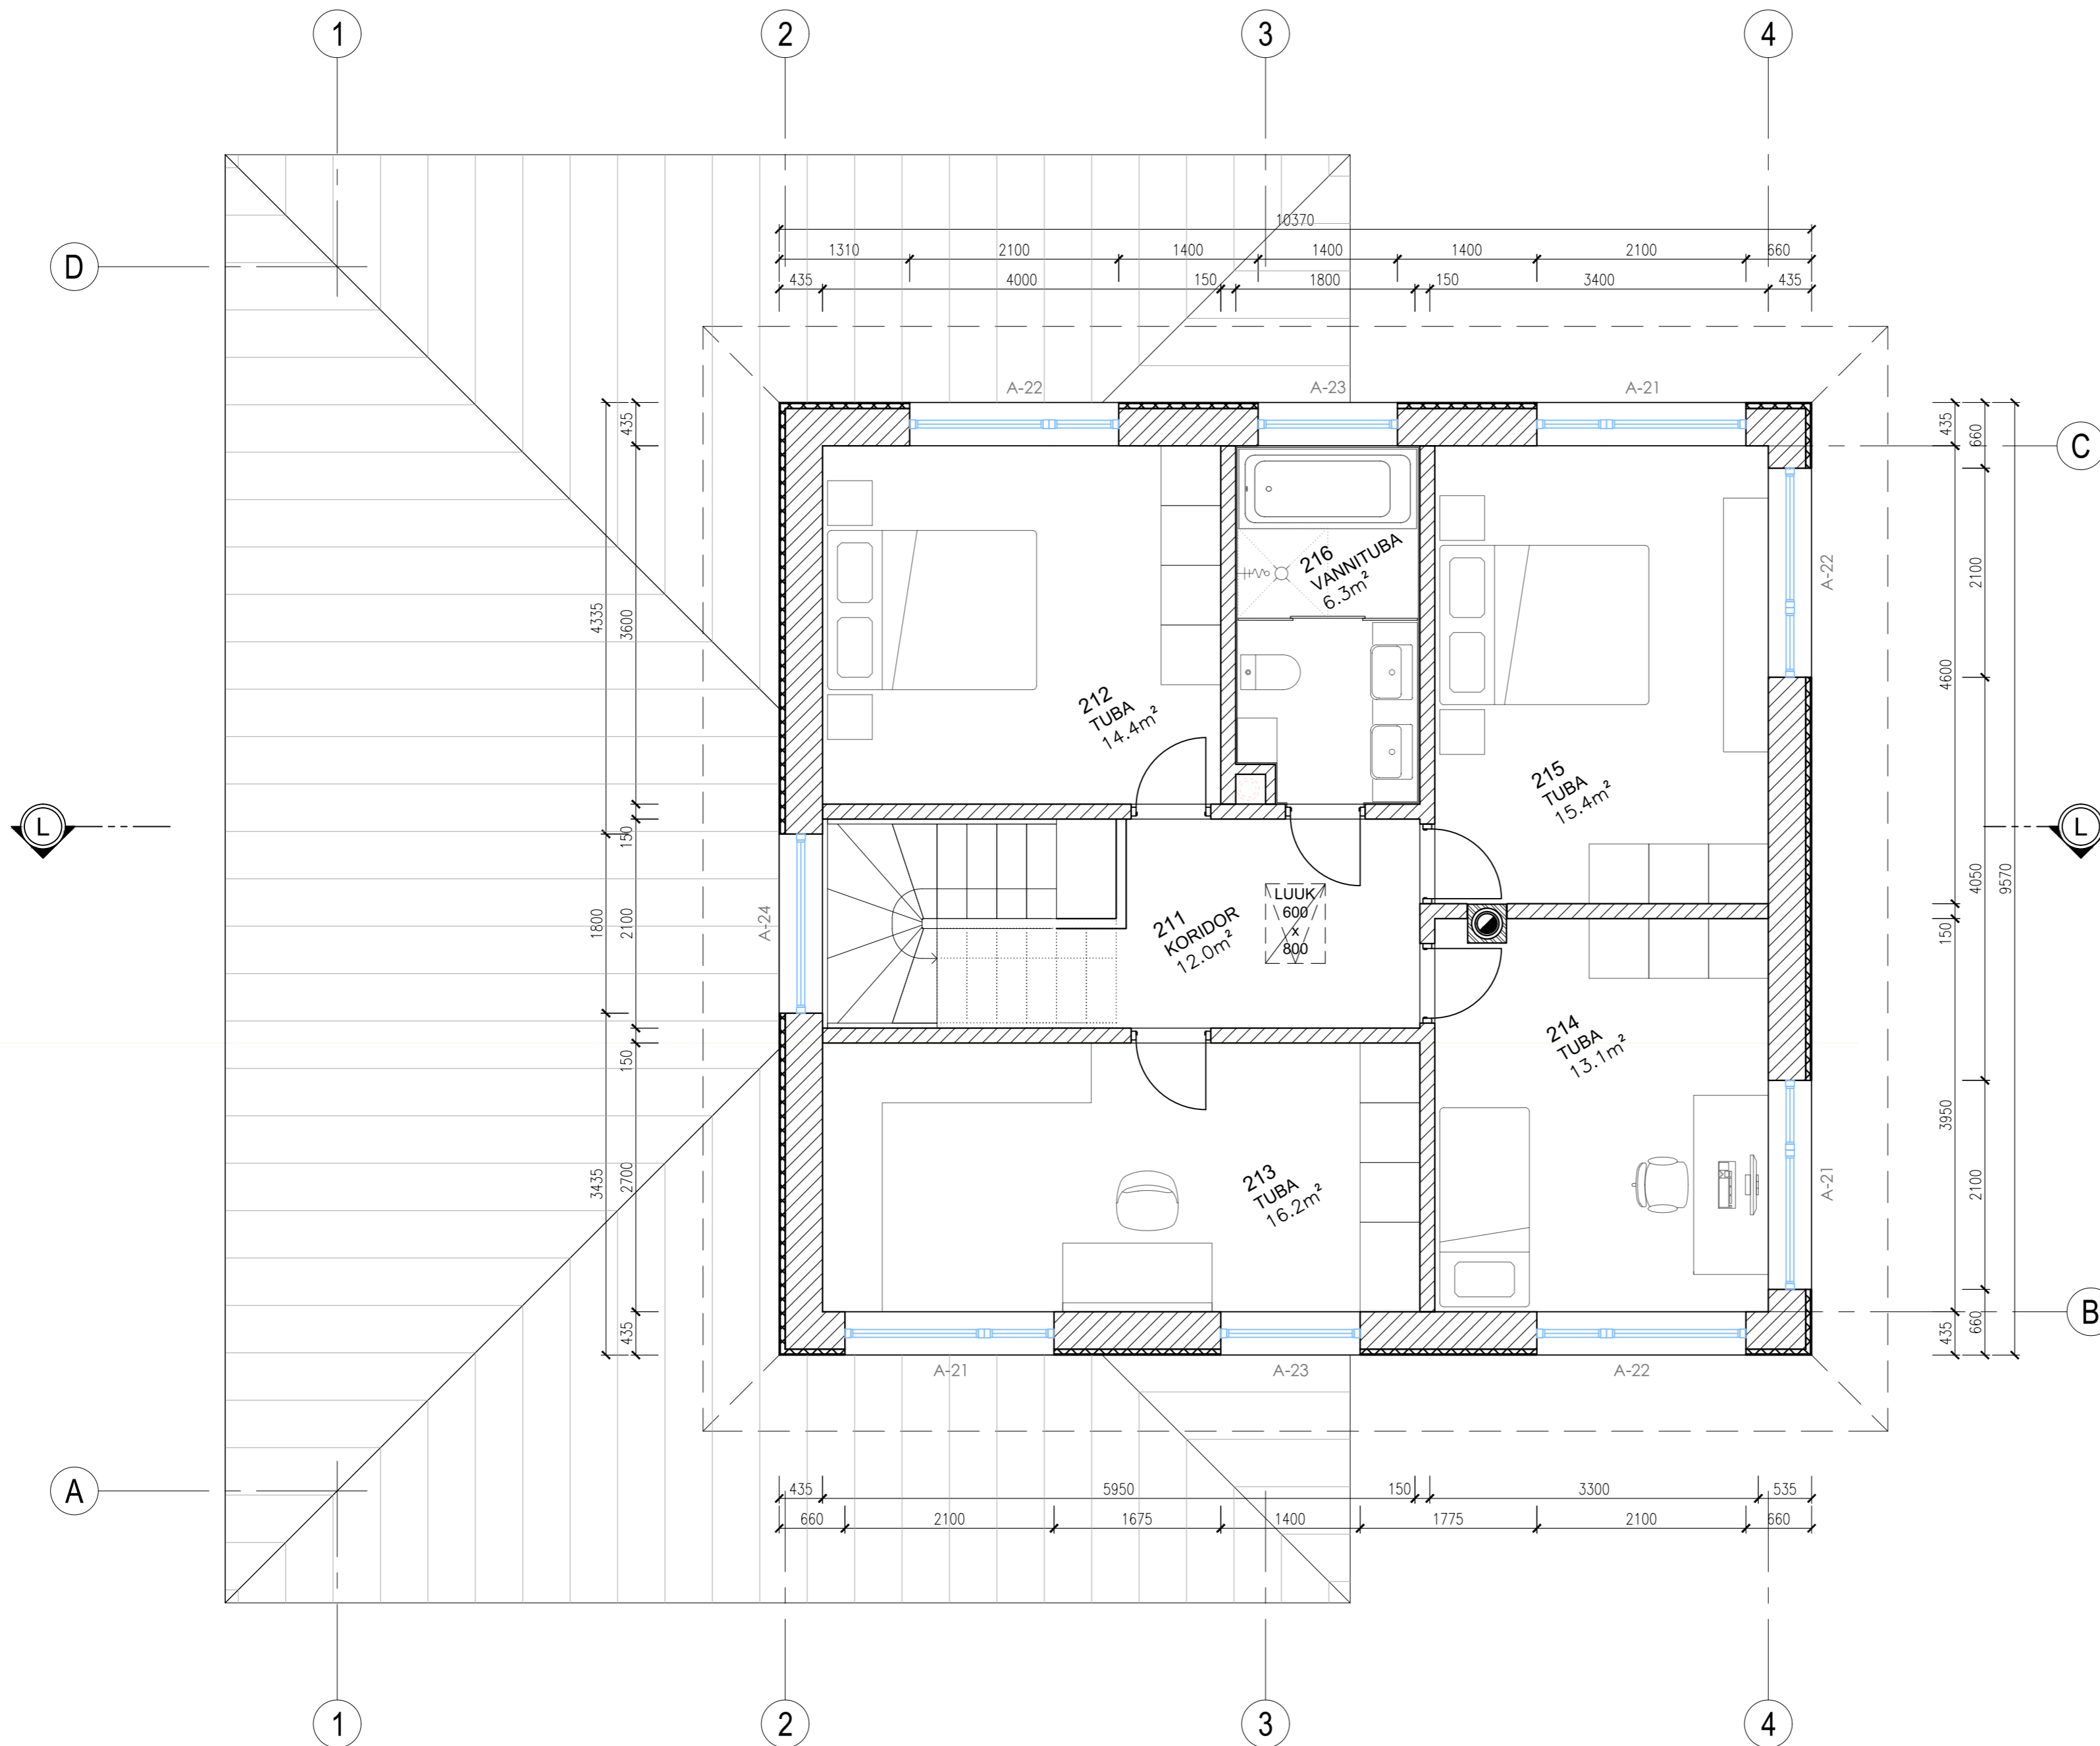 1 2 3 4
D
10370
1310 2100 1400 1400 1400 2100 660
435 4000 150 1800 150 3400 435
A-22 A-23 A-21
435 435 660
C
216
VANNITUBA
6.3m²
A-22
2100
4335 3600
4600
212
TUBA
14.4m²
215
TUBA
15.4m²
L L
150
4050 9570
LUUK
600
x
800
211
KORIDOR
12.0m²
A-24
1800 2100
150
214
TUBA
13.1m²
150
3950
213
TUBA
16.2m²
A-21
3435 2700
2100
435 435 660
B
A-21 A-23 A-22
A
435 5950 150 3300 535
660 2100 1675 1400 1775 2100 660
1 2 3 4